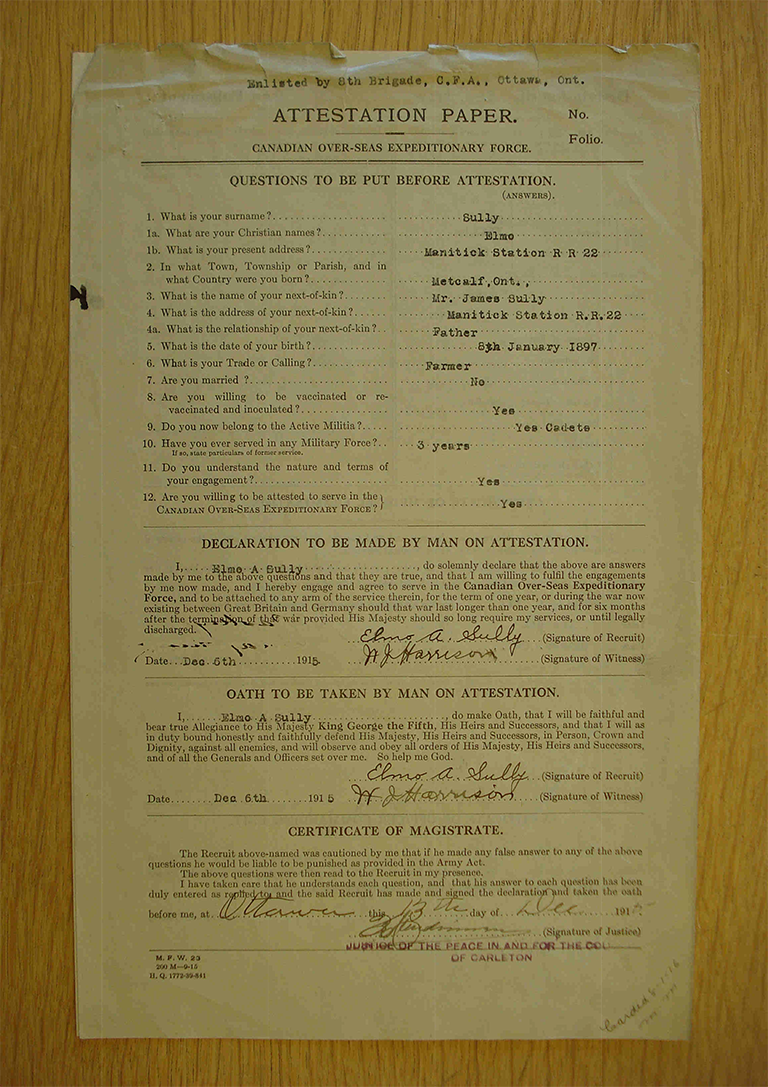 Enlisted by 8th Brigade, C.F.A., Ottawa, Ont.
ATTESTATION PAPER.
No.
Folio.
CANADIAN OVER-SEAS EXPEDITIONARY FORCE.
QUESTIONS TO BE PUT BEFORE ATTESTATION.
(ANSWERS).
1. What is your surname? Sully
1a. What are your Christian names? Elmo
1b. What is your present address? Manitick Station R R 22
2. In what Town, Township or Parish, and in
what Country were you born? Metcalf, Ont.,
3. What is the name of your next-of-kin? Mr. James Sully
4. What is the address of your next-of-kin? Manitick Station R.R. 22
4a. What is the relationship of your next-of-kin? Father
5. What is the date of your birth? January 1897
6. What is your Trade or Calling? Farmer
7. Are you married ? No
8. Are you willing to be vaccinated or re-
vaccinated and inoculated? Yes
9. Do you now belong to the Active Militia? Yes Cadets
10. Have you ever served in any Military Force? 3 years
If so, state particulars of former service.
11. Do you understand the nature and terms of
your engagement? Yes
12. Are you willing to be attested to serve in the
CANADIAN OVER-SEAS EXPEDITIONARY FORCE? Yes
DECLARATION TO BE MADE BY MAN ON ATTESTATION.
I, Elmo A Sully, do solemnly declare that the above are answers
made by me to the above questions and that they are true, and that I am willing to fulfil the engagements
by me now made, and I hereby engage and agree to serve in the Canadian Over-Seas Expeditionary
Force, and to be attached to any arm of the service therein, for the term of one year, or during the war now
existing between Great Britain and Germany should that war last longer than one year, and for six months
after the termination of that war provided His Majesty should so long require my services, or until legally
discharged.
Elmo A. Sully (Signature of Recruit)
Date Dec 6th 1915. W J Harrison (Signature of Witness)
OATH TO BE TAKEN BY MAN ON ATTESTATION.
I, Elmo A Sully, do make Oath, that I will be faithful and
bear true Allegiance to His Majesty King George the Fifth, His Heirs and Successors, and that I will as
in duty bound honestly and faithfully defend His Majesty, His Heirs and Successors, in Person, Crown and
Dignity, against all enemies, and will observe and obey all orders of His Majesty, His Heirs and Successors,
and of all the Generals and Officers set over me. So help me God.
Elmo A. Sully (Signature of Recruit)
Date Dec 6th 1915 W J Harrison (Signature of Witness)
CERTIFICATE OF MAGISTRATE.
The Recruit above-named was cautioned by me that if he made any false answer to any of the above
questions he would be liable to be punished as provided in the Army Act.
The above questions were then read to the Recruit in my presence.
I have taken care that he understands each question, and that his answer to each question has been
duly entered as replied to, and the said Recruit has made and signed the declaration and taken the oath
before me, at Ottawa this 13th day of Dec 1915
(Signature of Justice)
JUSTICE OF THE PEACE IN AND FOR THE COU
OF CARLETON
M. F. W. 23
200 M—9-15
H. Q. 1772-39-841